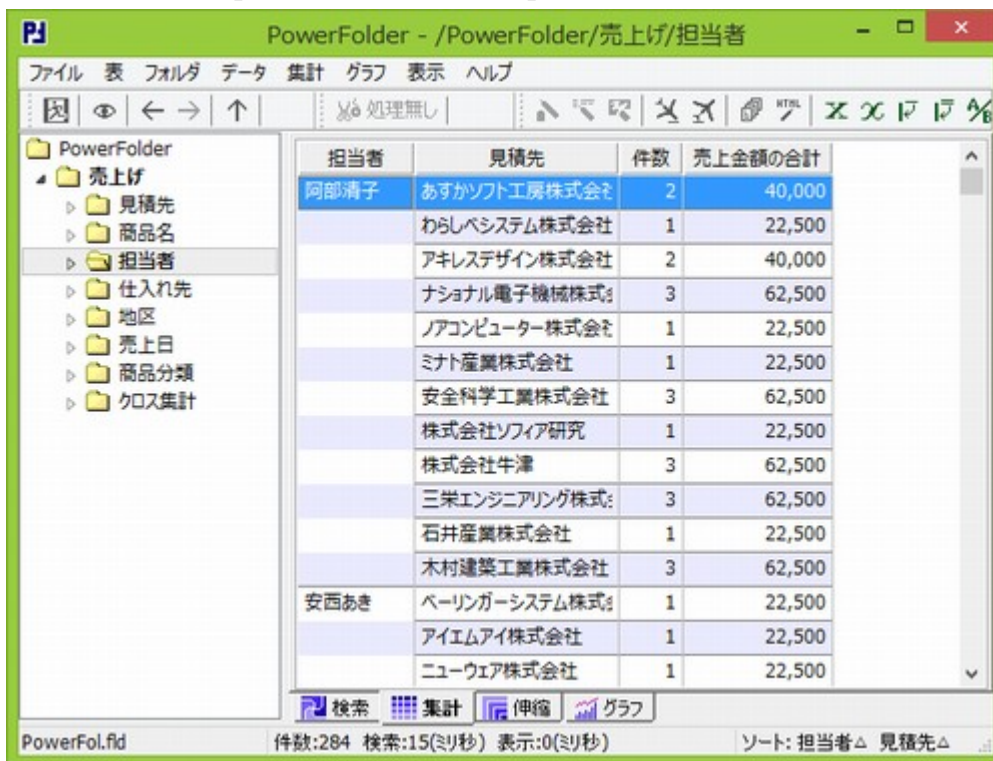 PowerFolder - /PowerFolder/売上げ/担当者
ファイル 表 フォルダ データ 集計 グラフ 表示 ヘルプ
処理無し HTML A/B
PowerFolder
売上げ
見積先
商品名
担当者
仕入れ先
地区
売上日
商品分類
クロス集計
担当者 見積先 件数 売上金額の合計
阿部清子 あすかソフト工房株式会社 2 40,000
わらしべシステム株式会社 1 22,500
アキレスデザイン株式会社 2 40,000
ナショナル電子機械株式 3 62,500
ノアコンピューター株式会 1 22,500
ミナト産業株式会社 1 22,500
安全科学工業株式会社 3 62,500
株式会社ソフィア研究 1 22,500
株式会社牛津 3 62,500
三栄エンジニアリング株式 3 62,500
石井産業株式会社 1 22,500
木村建築工業株式会社 3 62,500
安西あき ベーリンガーシステム株式 1 22,500
アイエムアイ株式会社 1 22,500
ニューウェア株式会社 1 22,500
検索 集計 伸縮 グラフ
PowerFol.fld 件数:284 検索:15(ミリ秒) 表示:0(ミリ秒) ソート: 担当者△ 見積先△